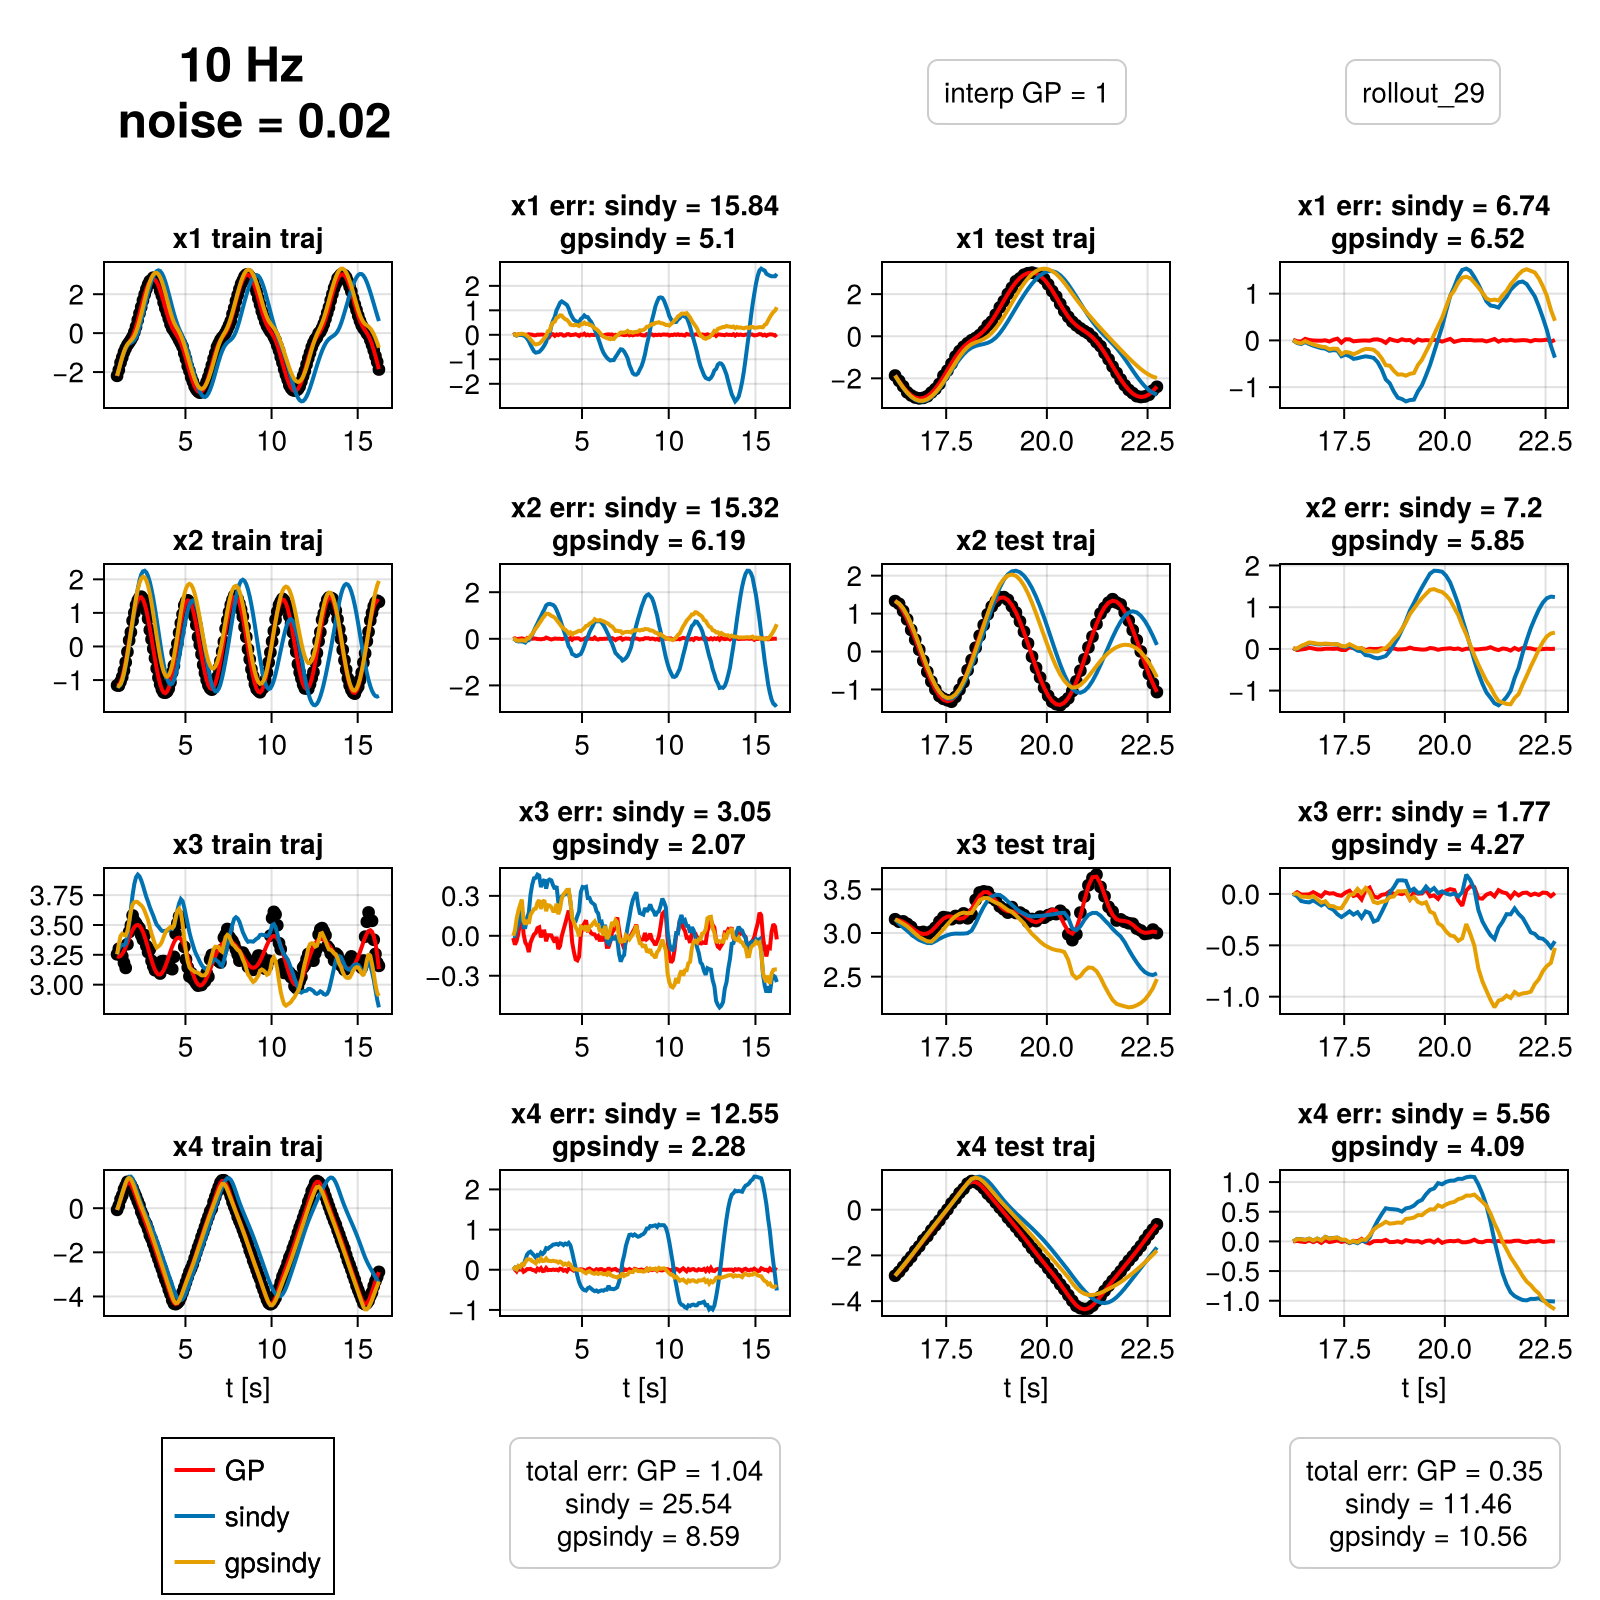 10 Hz
noise = 0.02
interp GP = 1
rollout_29
x1 train traj
x1 err: sindy = 15.84
gpsindy = 5.1
x1 test traj
x1 err: sindy = 6.74
gpsindy = 6.52
2
0
−2
5
10
15
2
1
0
−1
−2
5
10
15
2
0
−2
17.5
20.0
22.5
1
0
−1
17.5
20.0
22.5
x2 train traj
x2 err: sindy = 15.32
gpsindy = 6.19
x2 test traj
x2 err: sindy = 7.2
gpsindy = 5.85
2
1
0
−1
5
10
15
2
0
−2
5
10
15
2
1
0
−1
17.5
20.0
22.5
2
1
0
−1
17.5
20.0
22.5
x3 train traj
x3 err: sindy = 3.05
gpsindy = 2.07
x3 test traj
x3 err: sindy = 1.77
gpsindy = 4.27
3.75
3.50
3.25
3.00
5
10
15
0.3
0.0
−0.3
5
10
15
3.5
3.0
2.5
17.5
20.0
22.5
0.0
−0.5
−1.0
17.5
20.0
22.5
x4 train traj
x4 err: sindy = 12.55
gpsindy = 2.28
x4 test traj
x4 err: sindy = 5.56
gpsindy = 4.09
0
−2
−4
5
10
15
t [s]
2
1
0
−1
5
10
15
t [s]
0
−2
−4
17.5
20.0
22.5
t [s]
1.0
0.5
0.0
−0.5
−1.0
17.5
20.0
22.5
t [s]
GP
sindy
gpsindy
total err: GP = 1.04
sindy = 25.54
gpsindy = 8.59
total err: GP = 0.35
sindy = 11.46
gpsindy = 10.56